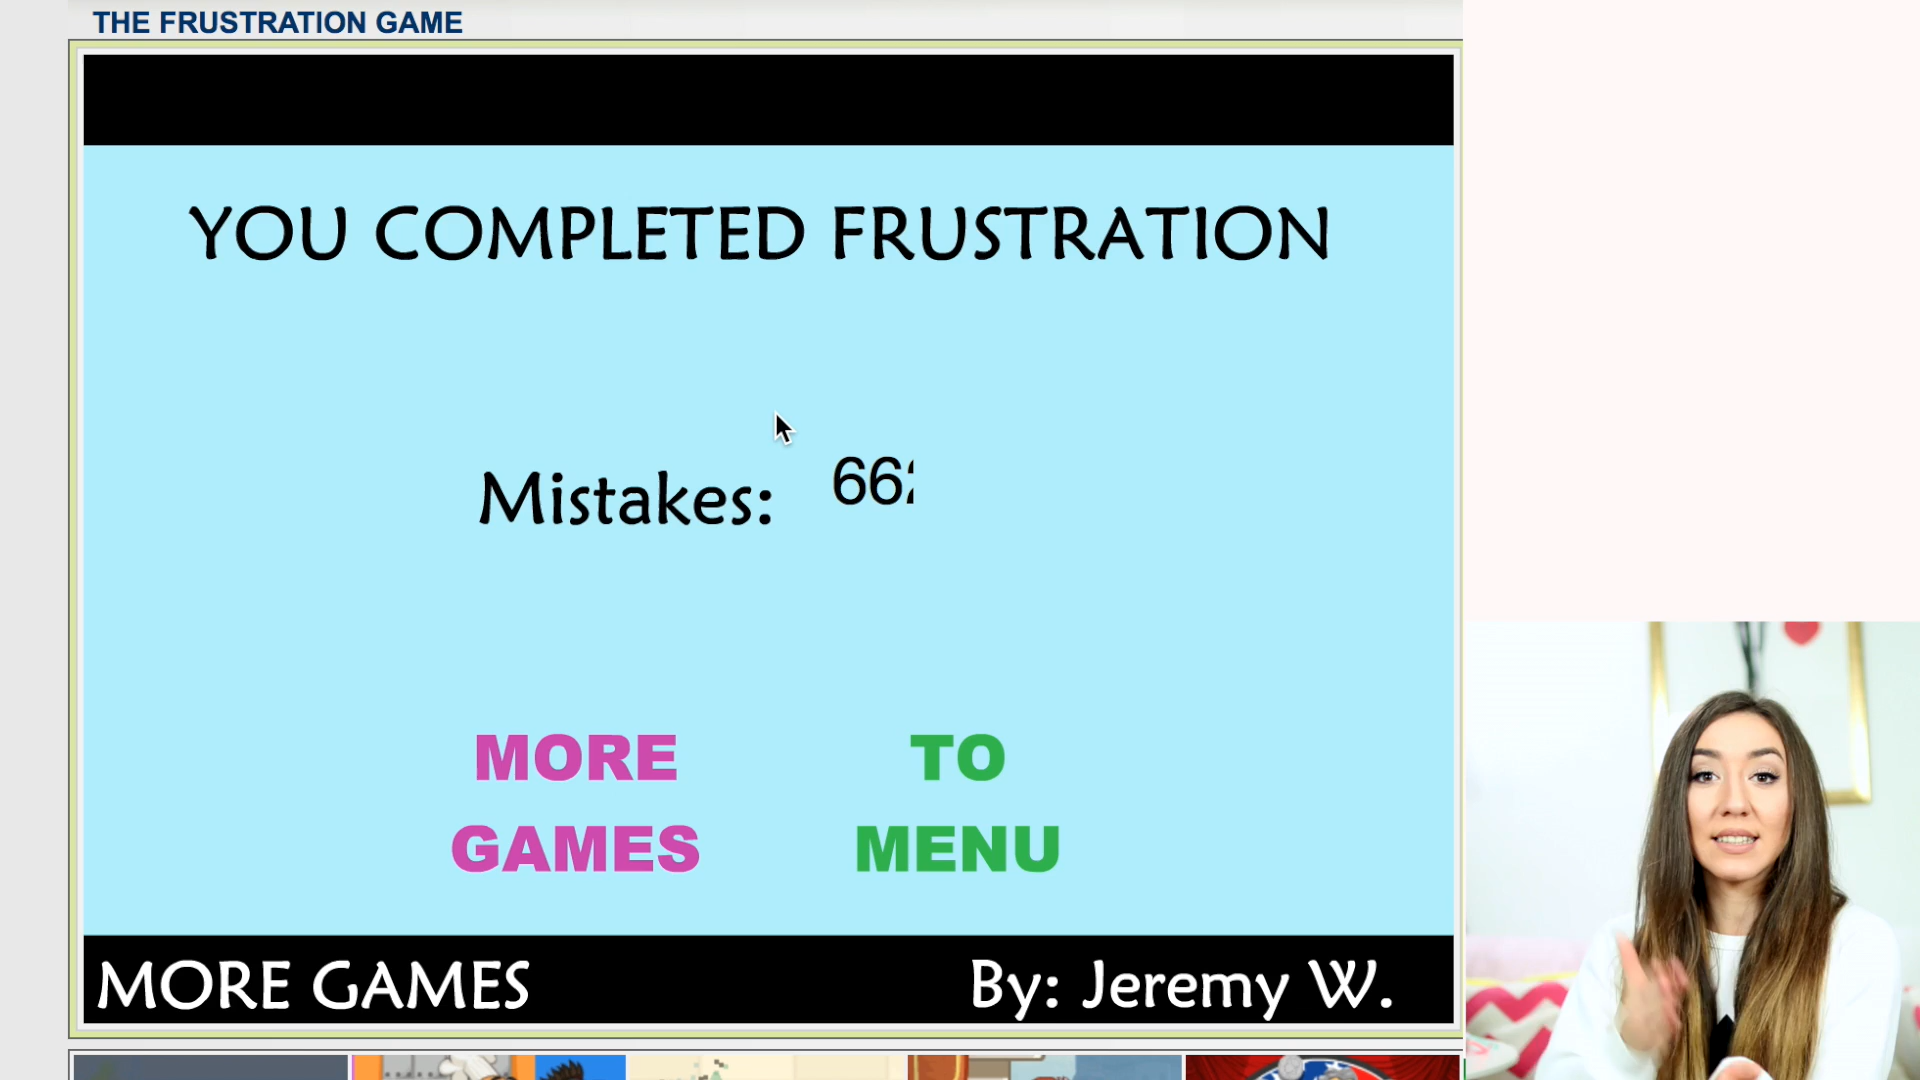 THE FRUSTRATION GAME
YOU COMPLETED FRUSTRATION
Mistakes:
MORE
GAMES
TO
MENU
MORE GAMES
By: Jeremy W.